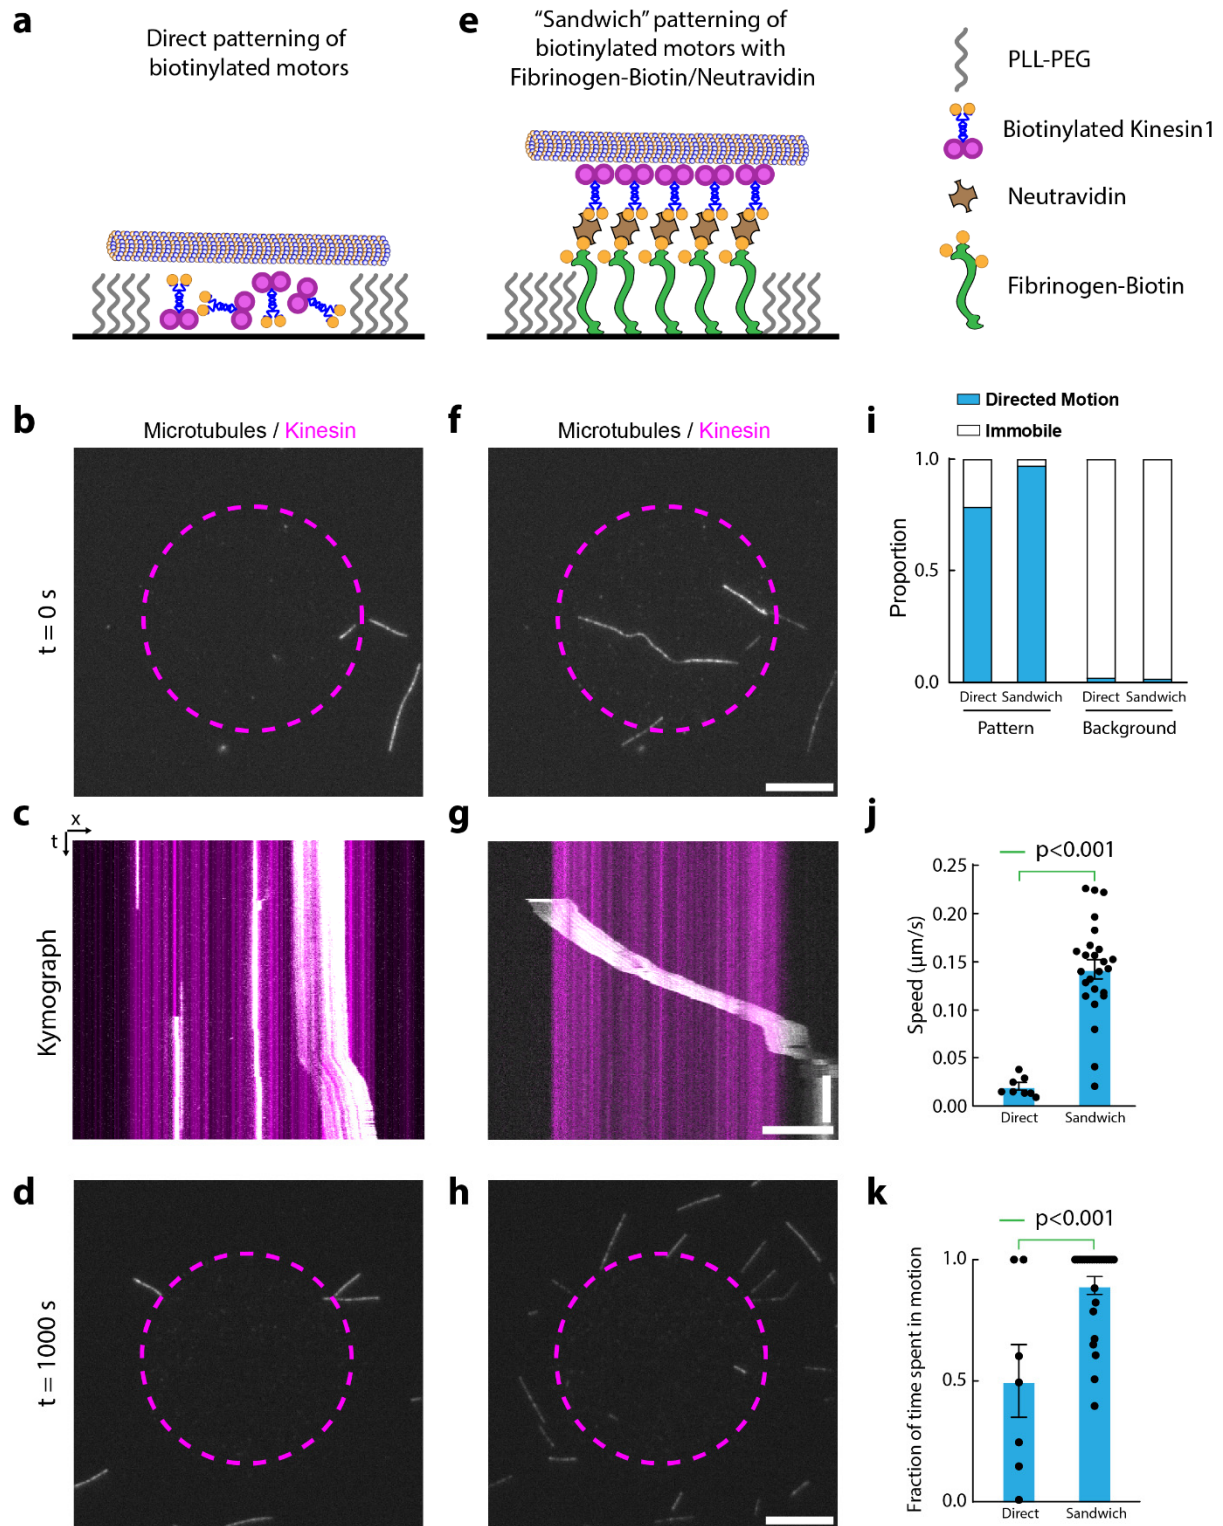 a
Direct patterning of
biotinylated motors
e
“Sandwich” patterning of
biotinylated motors with
Fibrinogen-Biotin/Neutravidin
PLL-PEG
Biotinylated Kinesin1
Neutravidin
Fibrinogen-Biotin
b
Microtubules / Kinesin
t = 0 s
f
Microtubules / Kinesin
i
Directed Motion
Immobile
Proportion
1.0
0.5
0.0
Direct Sandwich Direct Sandwich
Pattern Background
c
x
t
Kymograph
g
j
p<0.001
Speed (µm/s)
0.25
0.20
0.15
0.10
0.05
0.00
Direct Sandwich
d
t = 1000 s
h
k
p<0.001
Fraction of time spent in motion
1.0
0.5
0.0
Direct Sandwich